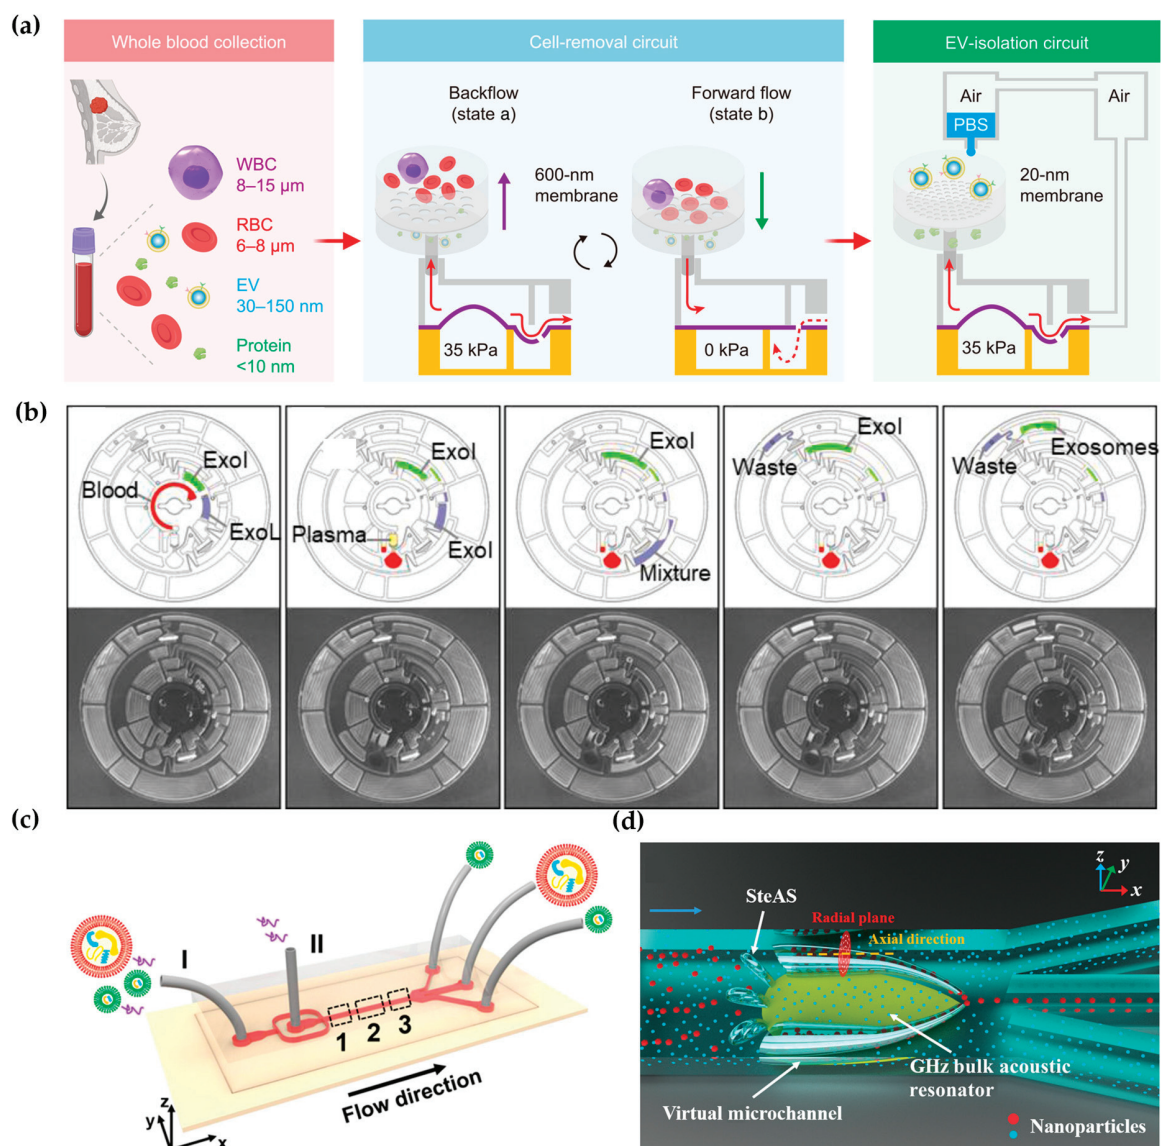 (a)
Whole blood collection
WBC
8–15 μm
RBC
6–8 μm
EV
30–150 nm
Protein
<10 nm
Cell-removal circuit
Backflow
(state a)
600-nm
membrane
Forward flow
(state b)
35 kPa
0 kPa
EV-isolation circuit
Air
Air
PBS
20-nm
membrane
35 kPa
(b)
ExoI
Blood
ExoL
ExoI
Plasma
ExoI
ExoI
Mixture
ExoI
Waste
Exosomes
Waste
(c)
I
II
1
2
3
Flow direction
z
y
x
(d)
z
y
x
SteAS
Radial plane
Axial direction
GHz bulk acoustic
resonator
Virtual microchannel
Nanoparticles